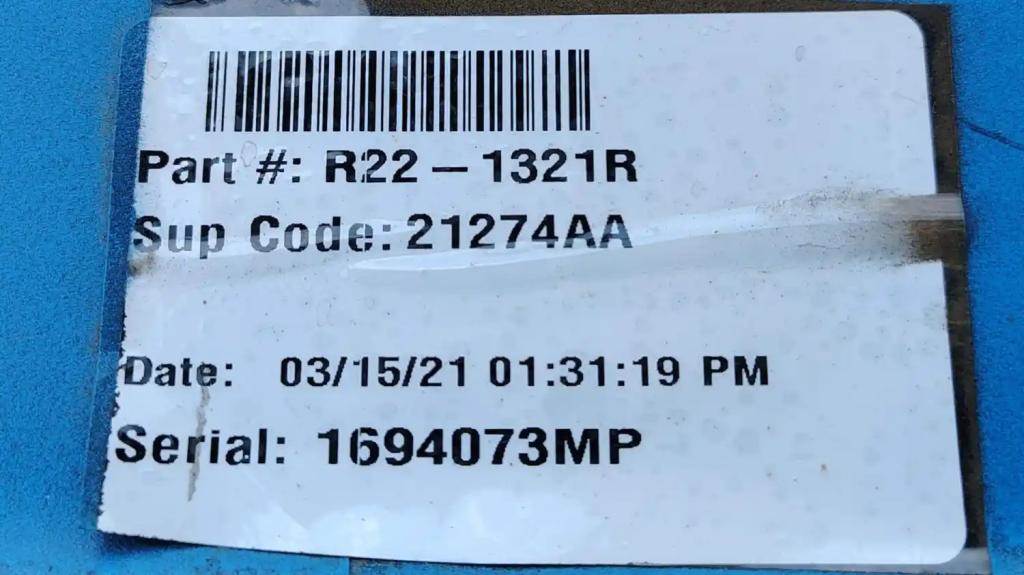 Part #: R22-1321R
Sup Code: 21274AA
Date: 03/15/21 01:31:19 PM
Serial: 1694073MP